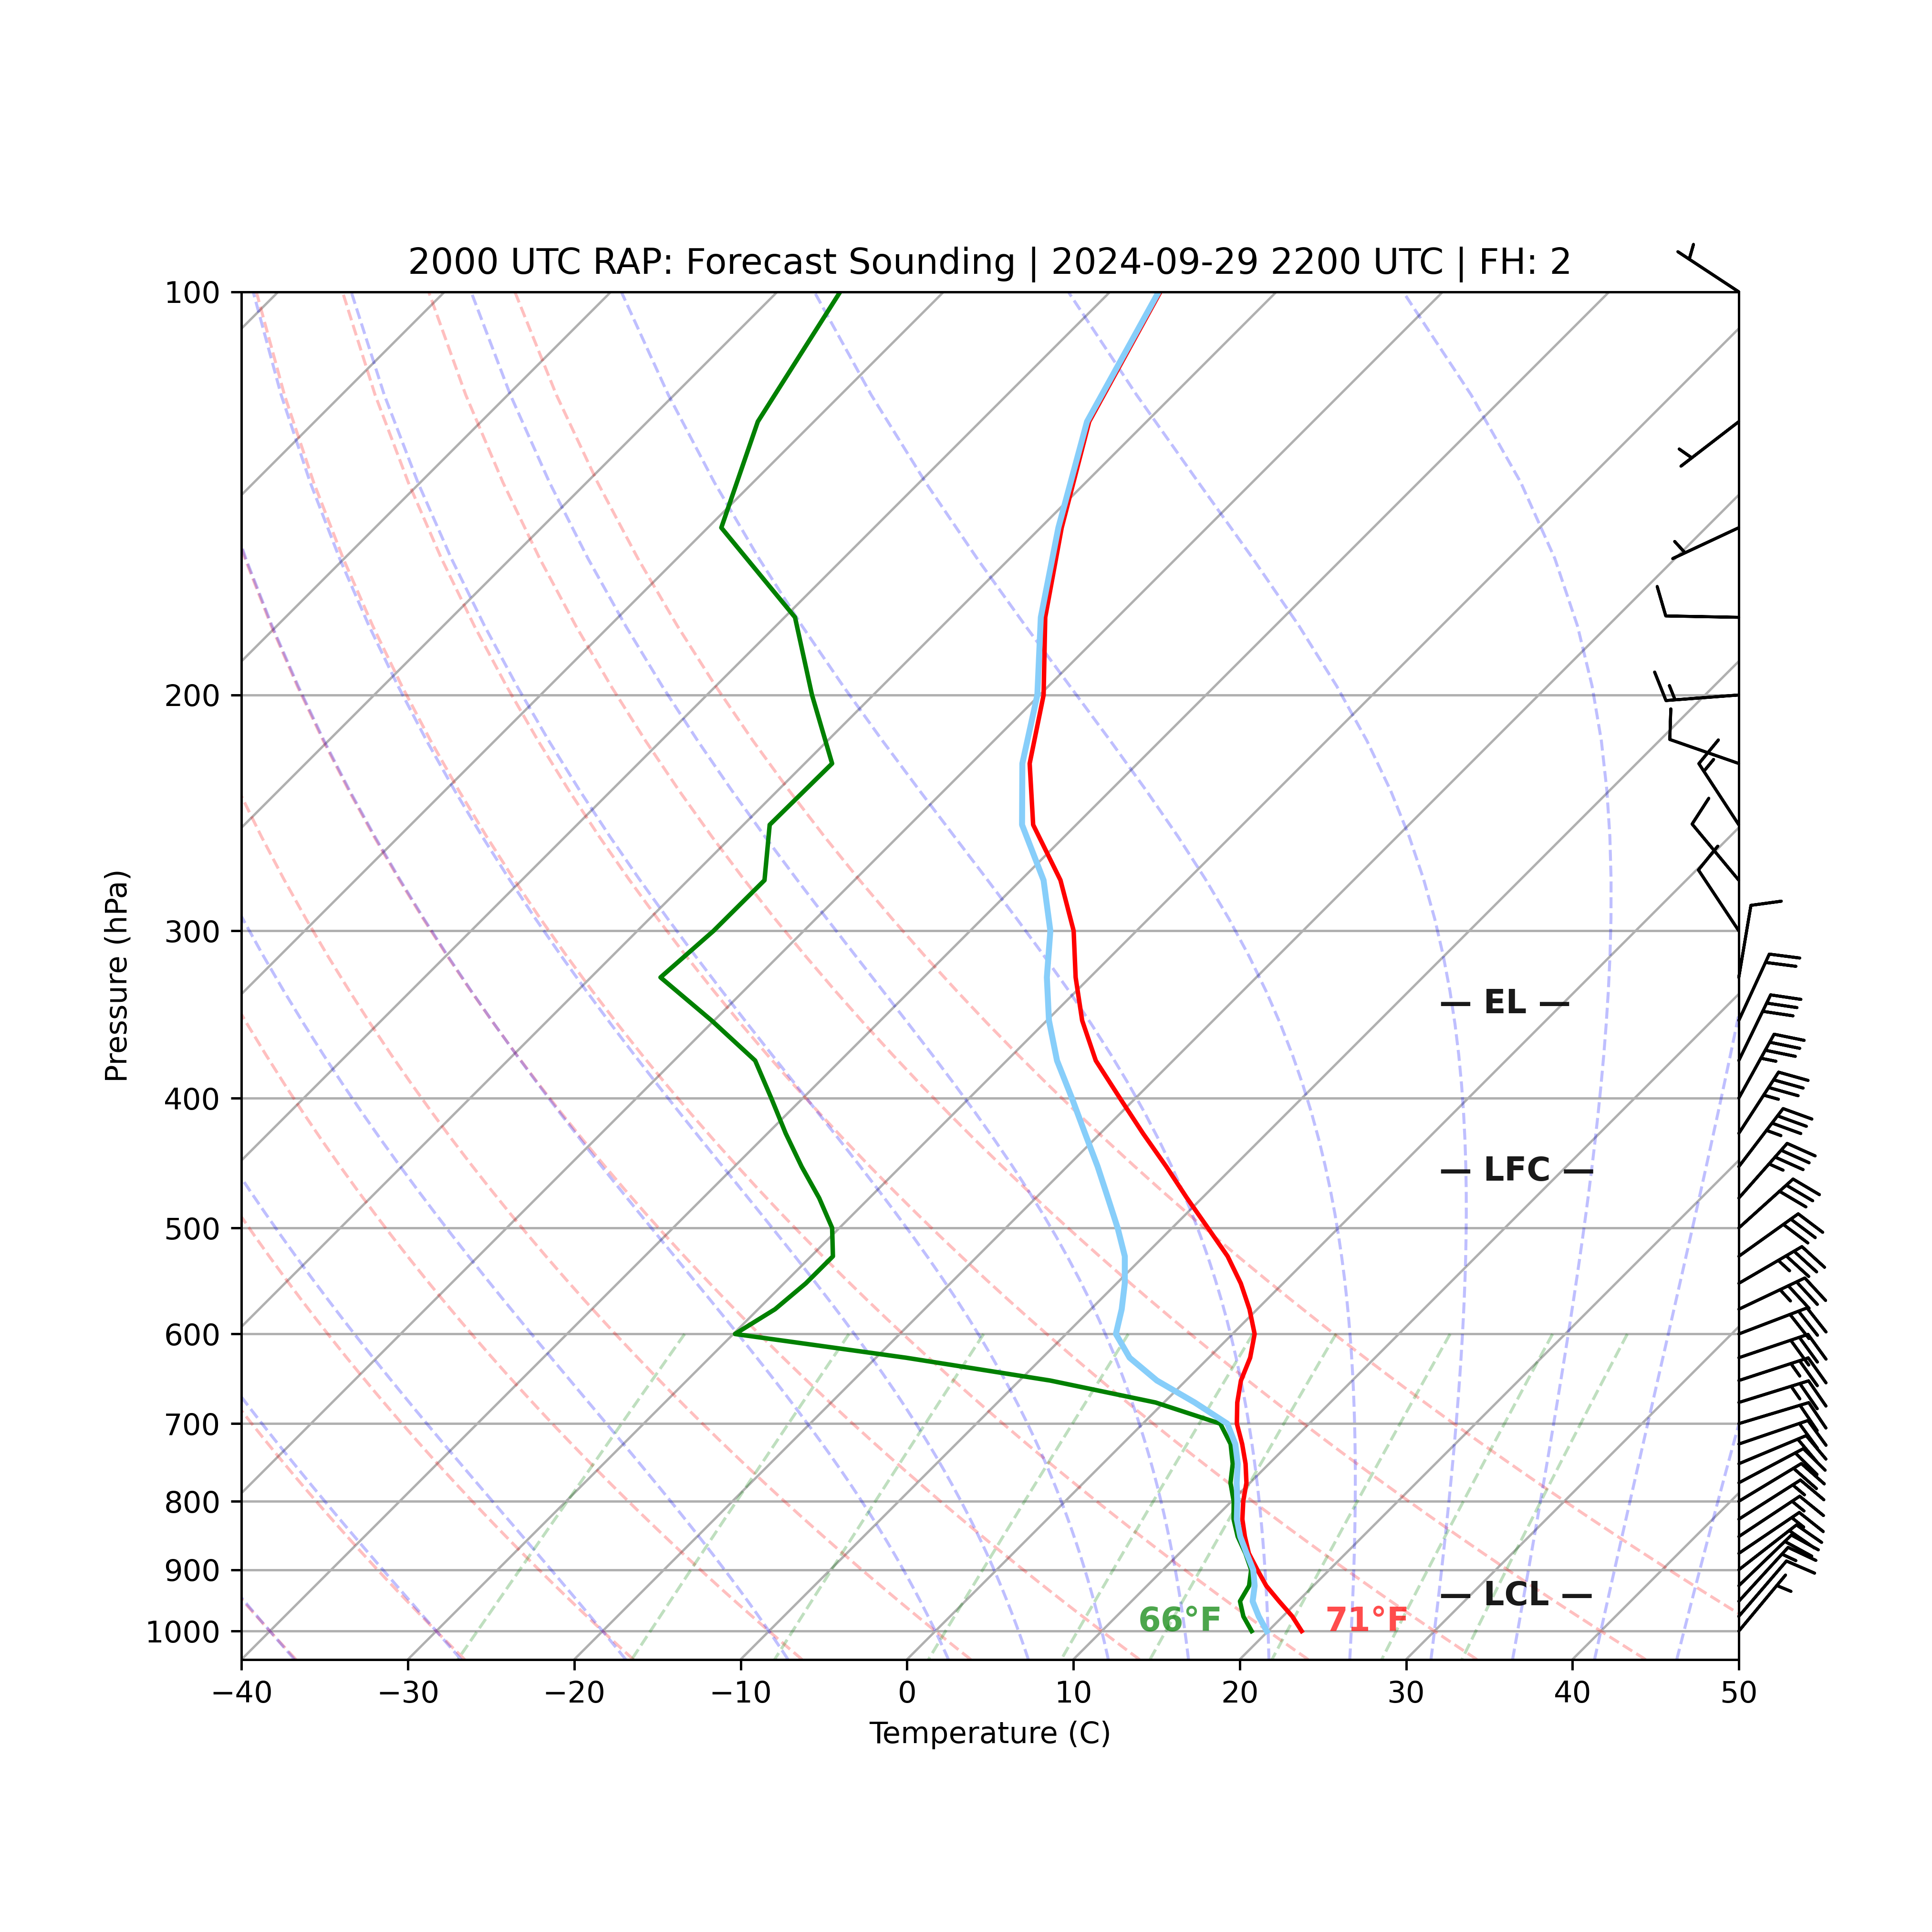 2000 UTC RAP: Forecast Sounding | 2024-09-29 2200 UTC | FH: 2
100
200
300
400
500
600
700
800
900
1000
Pressure (hPa)
— EL —
— LFC —
— LCL —
66°F
71°F
−40 −30 −20 −10 0 10 20 30 40 50
Temperature (C)